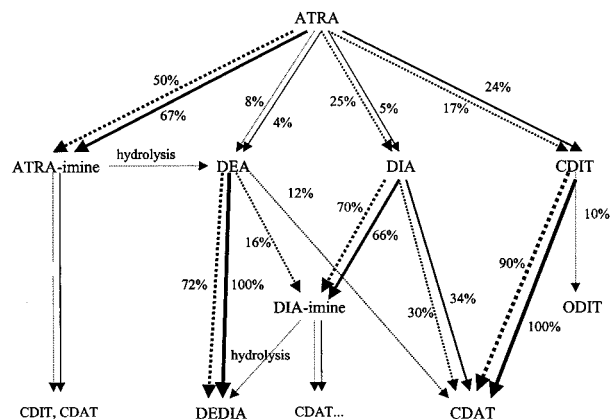 ATRA
50%
67%
8%
4%
25%
5%
24%
17%
ATRA-imine
hydrolysis
DEA
DIA
CDIT
12%
10%
16%
70%
66%
72%
100%
90%
DIA-imine
30%
34%
100%
ODIT
hydrolysis
CDIT, CDAT
DEDIA
CDAT...
CDAT